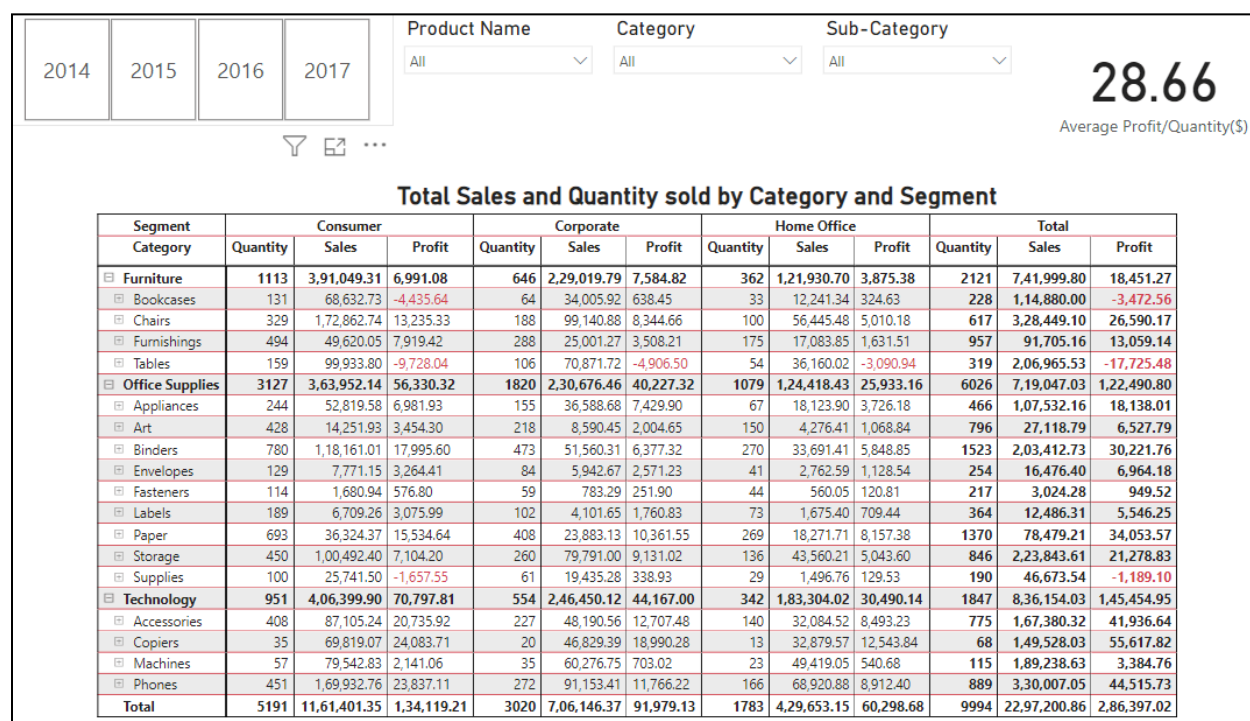 Product Name Category Sub-Category
2014 2015 2016 2017 All All All
28.66
Average Profit/Quantity($)
Total Sales and Quantity sold by Category and Segment
Segment Consumer Corporate Home Office Total
Category Quantity Sales Profit Quantity Sales Profit Quantity Sales Profit Quantity Sales Profit
Furniture 1113 3,91,049.31 6,991.08 646 2,29,019.79 7,584.82 362 1,21,930.70 3,875.38 2121 7,41,999.80 18,451.27
Bookcases 131 68,632.73 -4,435.64 64 34,005.92 638.45 33 12,241.34 324.63 228 1,14,880.00 -3,472.56
Chairs 329 1,72,862.74 13,235.33 188 99,140.88 8,344.66 100 56,445.48 5,010.18 617 3,28,449.10 26,590.17
Furnishings 494 49,620.05 7,919.42 288 25,001.27 3,508.21 175 17,083.85 1,631.51 957 91,705.16 13,059.14
Tables 159 99,933.80 -9,728.04 106 70,871.72 -4,906.50 54 36,160.02 -3,090.94 319 2,06,965.53 -17,725.48
Office Supplies 3127 3,63,952.14 56,330.32 1820 2,30,676.46 40,227.32 1079 1,24,418.43 25,933.16 6026 7,19,047.03 1,22,490.80
Appliances 244 52,819.58 6,981.93 155 36,588.68 7,429.90 67 18,123.90 3,726.18 466 1,07,532.16 18,138.01
Art 428 14,251.93 3,454.30 218 8,590.45 2,004.65 150 4,276.41 1,068.84 796 27,118.79 6,527.79
Binders 780 1,18,161.01 17,995.60 473 51,560.31 6,377.32 270 33,691.41 5,848.85 1523 2,03,412.73 30,221.76
Envelopes 129 7,771.15 3,264.41 84 5,942.67 2,571.23 41 2,762.59 1,128.54 254 16,476.40 6,964.18
Fasteners 114 1,680.94 576.80 59 783.29 251.90 44 560.05 120.81 217 3,024.28 949.52
Labels 189 6,709.26 3,075.99 102 4,101.65 1,760.83 73 1,675.40 709.44 364 12,486.31 5,546.25
Paper 693 36,324.37 15,534.64 408 23,883.13 10,361.55 269 18,271.71 8,157.38 1370 78,479.21 34,053.57
Storage 450 1,00,492.40 7,104.20 260 79,791.00 9,131.02 136 43,560.21 5,043.60 846 2,23,843.61 21,278.83
Supplies 100 25,741.50 -1,657.55 61 19,435.28 338.93 29 1,496.76 129.53 190 46,673.54 -1,189.10
Technology 951 4,06,399.90 70,797.81 554 2,46,450.12 44,167.00 342 1,83,304.02 30,490.14 1847 8,36,154.03 1,45,454.95
Accessories 408 87,105.24 20,735.92 227 48,190.56 12,707.48 140 32,084.52 8,493.23 775 1,67,380.32 41,936.64
Copiers 35 69,819.07 24,083.71 20 46,829.39 18,990.28 13 32,879.57 12,543.84 68 1,49,528.03 55,617.82
Machines 57 79,542.83 2,141.06 35 60,276.75 703.02 23 49,419.05 540.68 115 1,89,238.63 3,384.76
Phones 451 1,69,932.76 23,837.11 272 91,153.41 11,766.22 166 68,920.88 8,912.40 889 3,30,007.05 44,515.73
Total 5191 11,61,401.35 1,34,119.21 3020 7,06,146.37 91,979.13 1783 4,29,653.15 60,298.68 9994 22,97,200.86 2,86,397.02